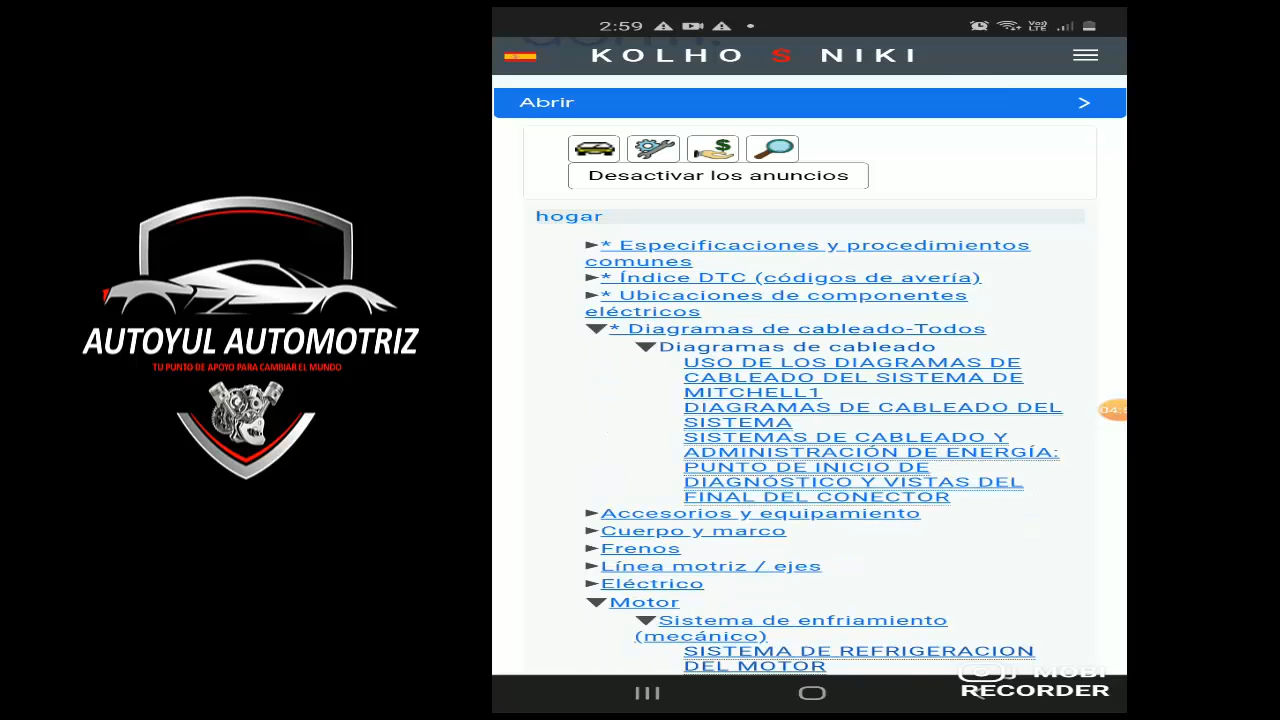 AUTOYUL AUTOMOTRIZ
TU PUNTO DE APOYO PARA CAMBIAR EL MUNDO
2:59
KOLHO S NIKI
Abrir >
Desactivar los anuncios
hogar
►* Especificaciones y procedimientos
comunes
►* Índice DTC (códigos de avería)
►* Ubicaciones de componentes
eléctricos
▼* Diagramas de cableado-Todos
▼Diagramas de cableado
USO DE LOS DIAGRAMAS DE
CABLEADO DEL SISTEMA DE
MITCHELL1
DIAGRAMAS DE CABLEADO DEL
SISTEMA
SISTEMAS DE CABLEADO Y
ADMINISTRACIÓN DE ENERGÍA:
PUNTO DE INICIO DE
DIAGNÓSTICO Y VISTAS DEL
FINAL DEL CONECTOR
►Accesorios y equipamiento
►Cuerpo y marco
►Frenos
►Línea motriz / ejes
►Eléctrico
▼Motor
▼Sistema de enfriamiento
(mecánico)
SISTEMA DE REFRIGERACION
DEL MOTOR
MOBI
RECORDER